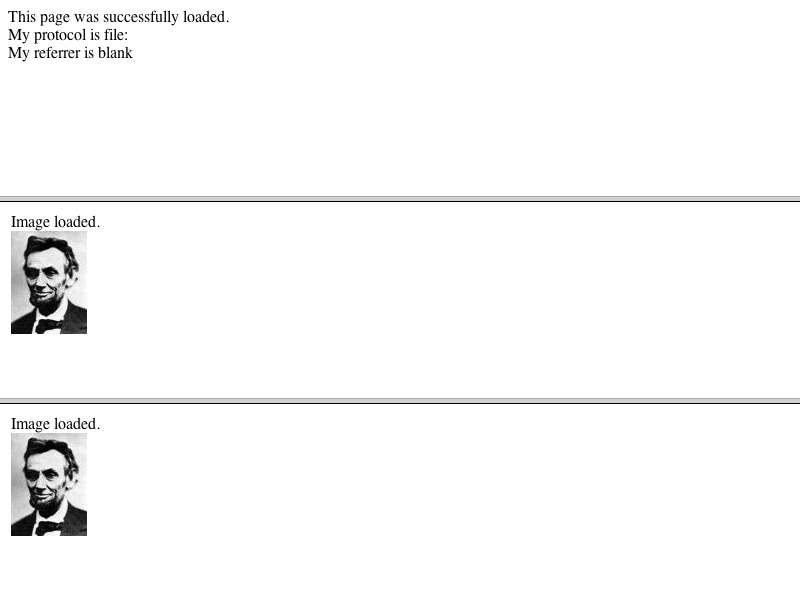 This page was successfully loaded.
My protocol is file:
My referrer is blank
Image loaded.
Image loaded.